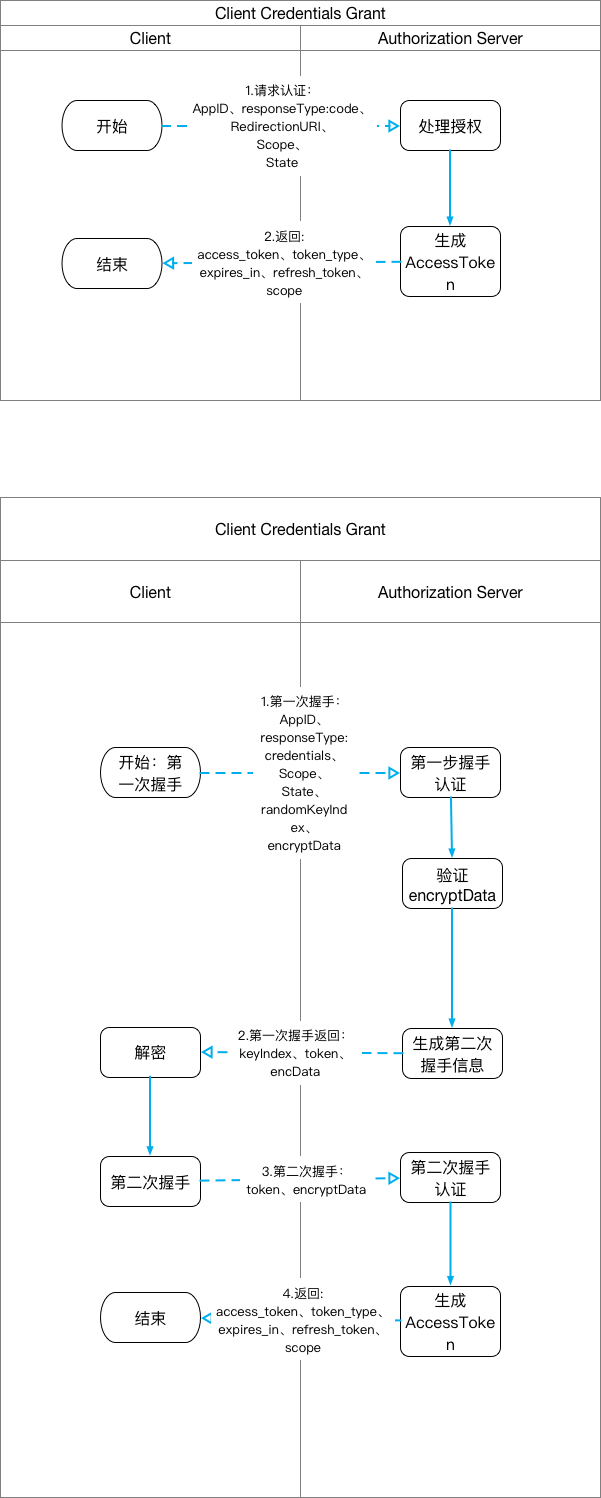 Client Credentials Grant
Client
Authorization Server
1.请求认证：
AppID、responseType:code、
RedirectionURI、
Scope、
State
开始
处理授权
2.返回:
access_token、token_type、
expires_in、refresh_token、
scope
结束
生成
AccessToke
n
Client Credentials Grant
Client
Authorization Server
1.第一次握手：
AppID、
responseType:
credentials、
Scope、
State、
randomKeyInd
ex、
encryptData
开始：第
一次握手
第一步握手
认证
验证
encryptData
2.第一次握手返回：
keyIndex、token、
encData
解密
生成第二次
握手信息
第二次握手
3.第二次握手：
token、encryptData
第二次握手
认证
4.返回:
access_token、token_type、
expires_in、refresh_token、
scope
结束
生成
AccessToke
n